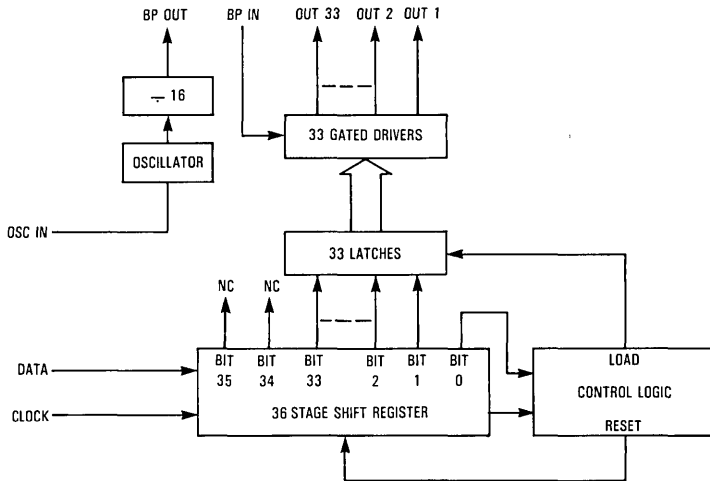 BP OUT BP IN OUT 33 OUT 2 OUT 1
÷ 16
33 GATED DRIVERS
OSCILLATOR
OSC IN
33 LATCHES
NC NC
BIT 35 BIT 34 BIT 33 BIT 2 BIT 1 BIT 0
LOAD
DATA
CONTROL LOGIC
CLOCK
36 STAGE SHIFT REGISTER
RESET